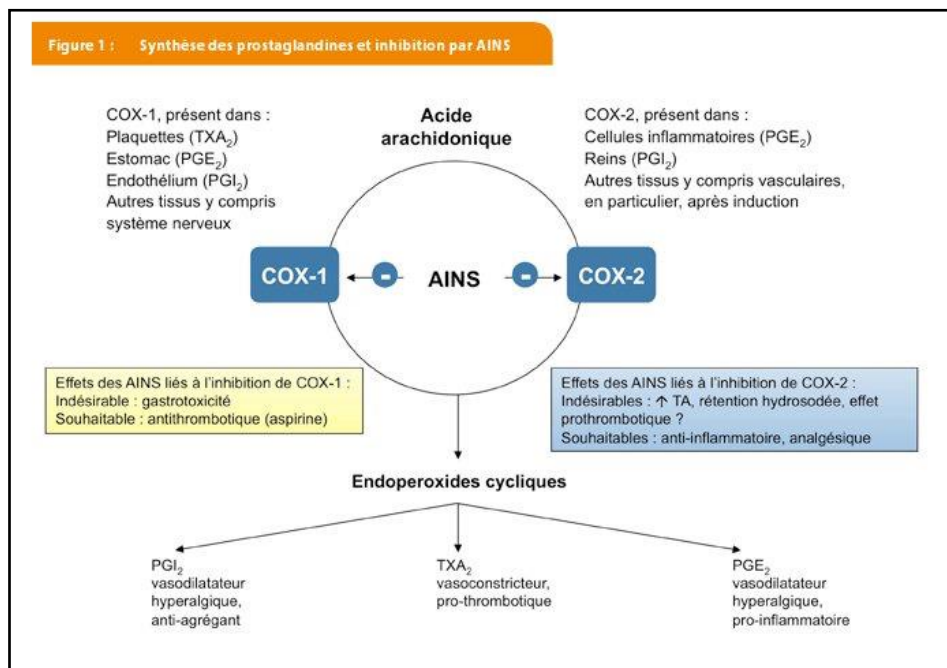 Figure 1 : Synthèse des prostaglandines et inhibition par AINS
COX-1, présent dans :
Plaquettes (TXA₂)
Estomac (PGE₂)
Endothélium (PGI₂)
Autres tissus y compris
système nerveux
Acide
arachidonique
COX-2, présent dans :
Cellules inflammatoires (PGE₂)
Reins (PGI₂)
Autres tissus y compris vasculaires,
en particulier, après induction
COX-1 - AINS - COX-2
Effets des AINS liés à l'inhibition de COX-1 :
Indésirable : gastrotoxicité
Souhaitable : antithrombotique (aspirine)
Effets des AINS liés à l'inhibition de COX-2 :
Indésirables : ↑ TA, rétention hydrosodée, effet
prothrombotique ?
Souhaitables : anti-inflammatoire, analgésique
Endoperoxides cycliques
PGI₂
vasodilatateur
hyperalgique,
anti-agrégant
TXA₂
vasoconstricteur,
pro-thrombotique
PGE₂
vasodilatateur
hyperalgique,
pro-inflammatoire